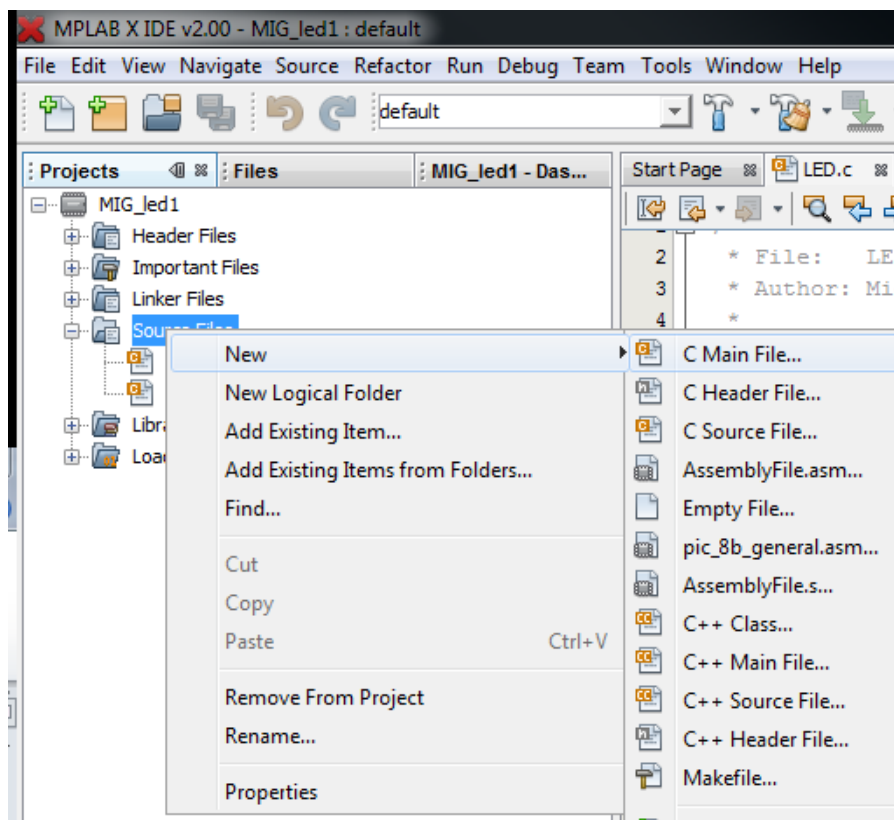 MPLAB X IDE v2.00 - MIG_led1 : default
File Edit View Navigate Source Refactor Run Debug Team Tools Window Help
default
Projects Files MIG_led1 - Das...
Start Page LED.c
MIG_led1
Header Files
Important Files
Linker Files
2 * File: LE
3 * Author: Mi
4 *
New
New Logical Folder
Add Existing Item...
Add Existing Items from Folders...
Find...
Cut
Copy
Paste Ctrl+V
Remove From Project
Rename...
Properties
C Main File...
C Header File...
C Source File...
AssemblyFile.asm...
Empty File...
pic_8b_general.asm...
AssemblyFile.s...
C++ Class...
C++ Main File...
C++ Source File...
C++ Header File...
Makefile...